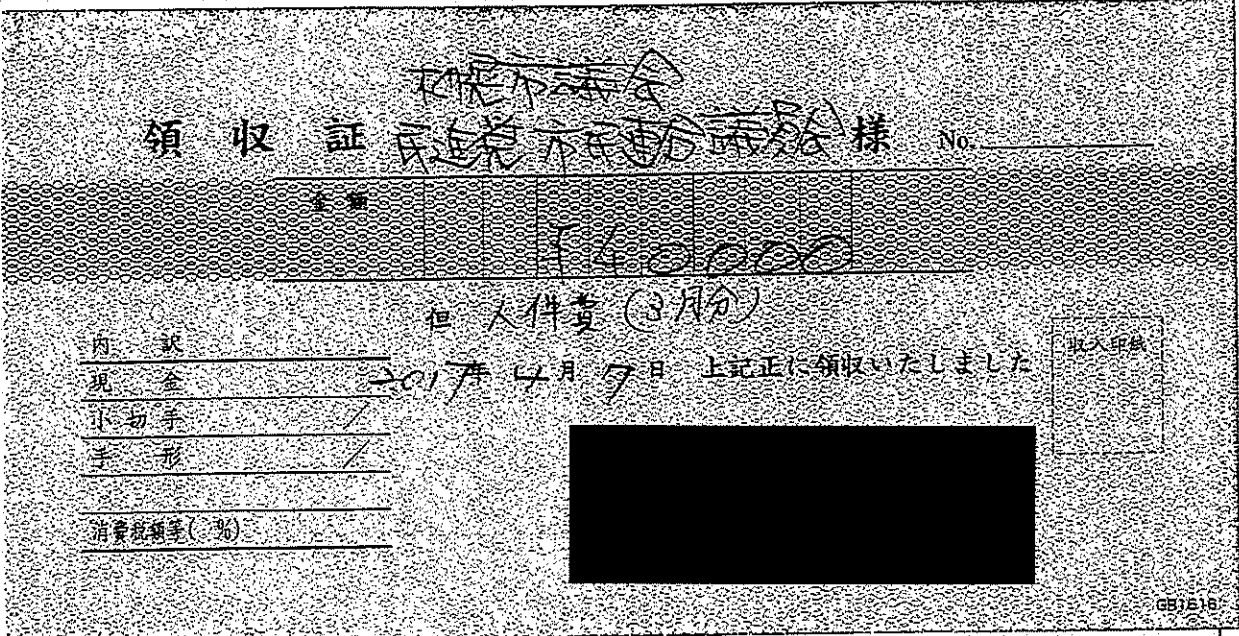 札幌市議会
領収証 民進党市民連合議員会 様 No.
金額
¥40000
但 人件費(3月分)
内訳
現金
2017年 4月 7日 上記正に領収いたしました
収入印紙
小切手 /
手形 /
消費税額等( %)
GB1616